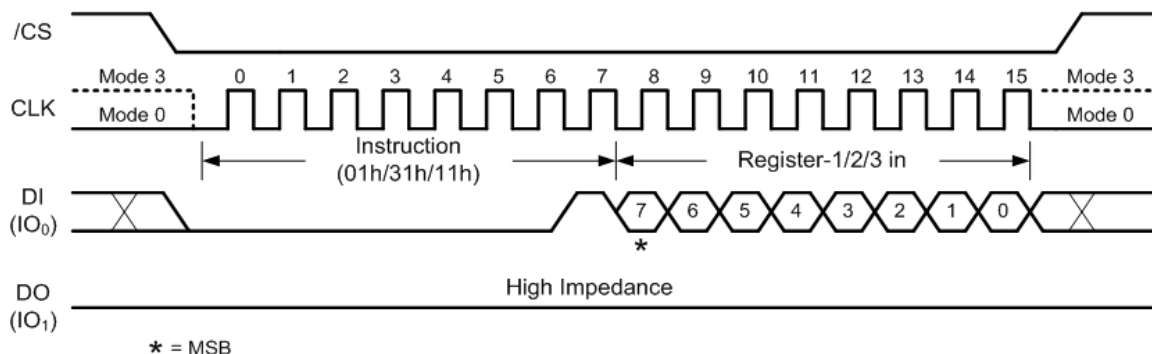 /CS
Mode 3 0 1 2 3 4 5 6 7 8 9 10 11 12 13 14 15 Mode 3
CLK
Mode 0 Mode 0
Instruction
(01h/31h/11h)
Register-1/2/3 in
DI
(IO₀)
7 6 5 4 3 2 1 0
*
High Impedance
DO
(IO₁)
* = MSB